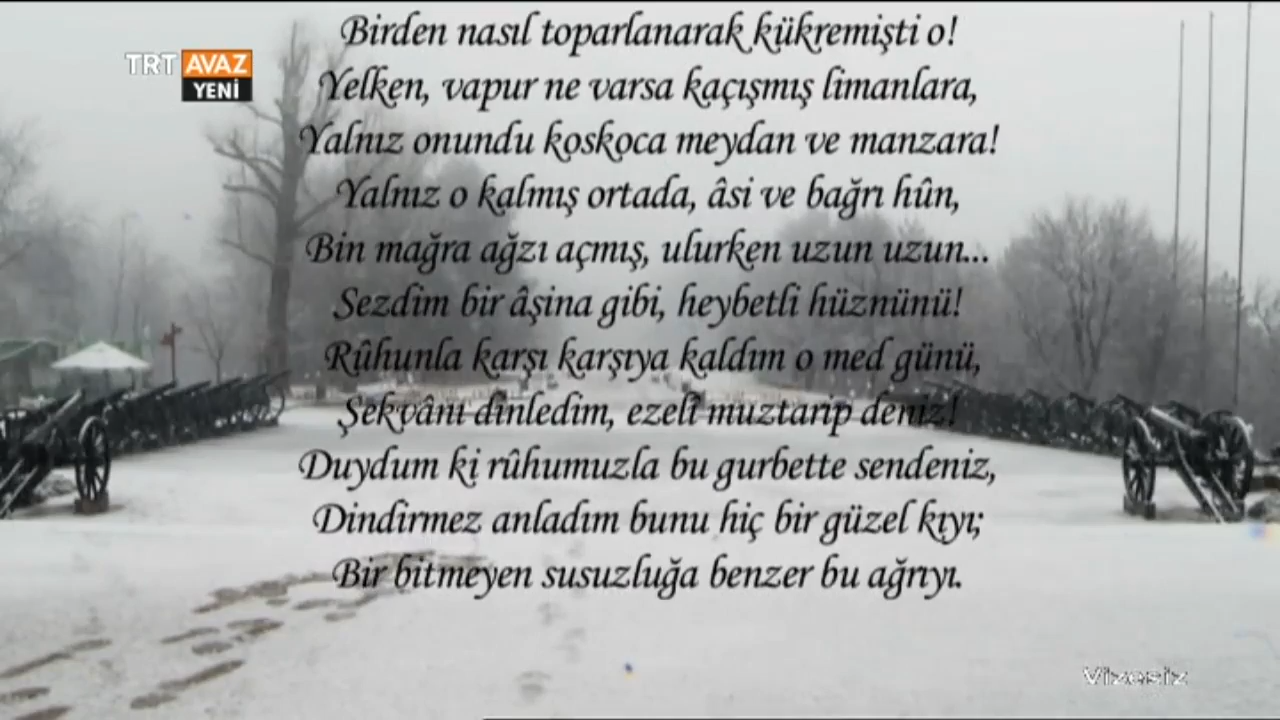 Birden nasıl toparlanarak kükremişti o!
TRT AVAZ
YENİ
Yelken, vapur ne varsa kaçışmış limanlara,
Yalnız onundu koskoca meydan ve manzara!
Yalnız o kalmış ortada, âsi ve bağrı hûn,
Bin mağra ağzı açmış, ulurken uzun uzun...
Sezdim bir âşina gibi, heybetli hüznünü!
Rûhunla karşı karşıya kaldım o med günü,
Şekvânı dinledim, ezelî muztarip deniz!
Duydum ki rûhumuzla bu gurbette sendeniz,
Dindirmez anladım bunu hiç bir güzel kıyı;
Bir bitmeyen susuzluğa benzer bu ağrıyı.
Vizesiz